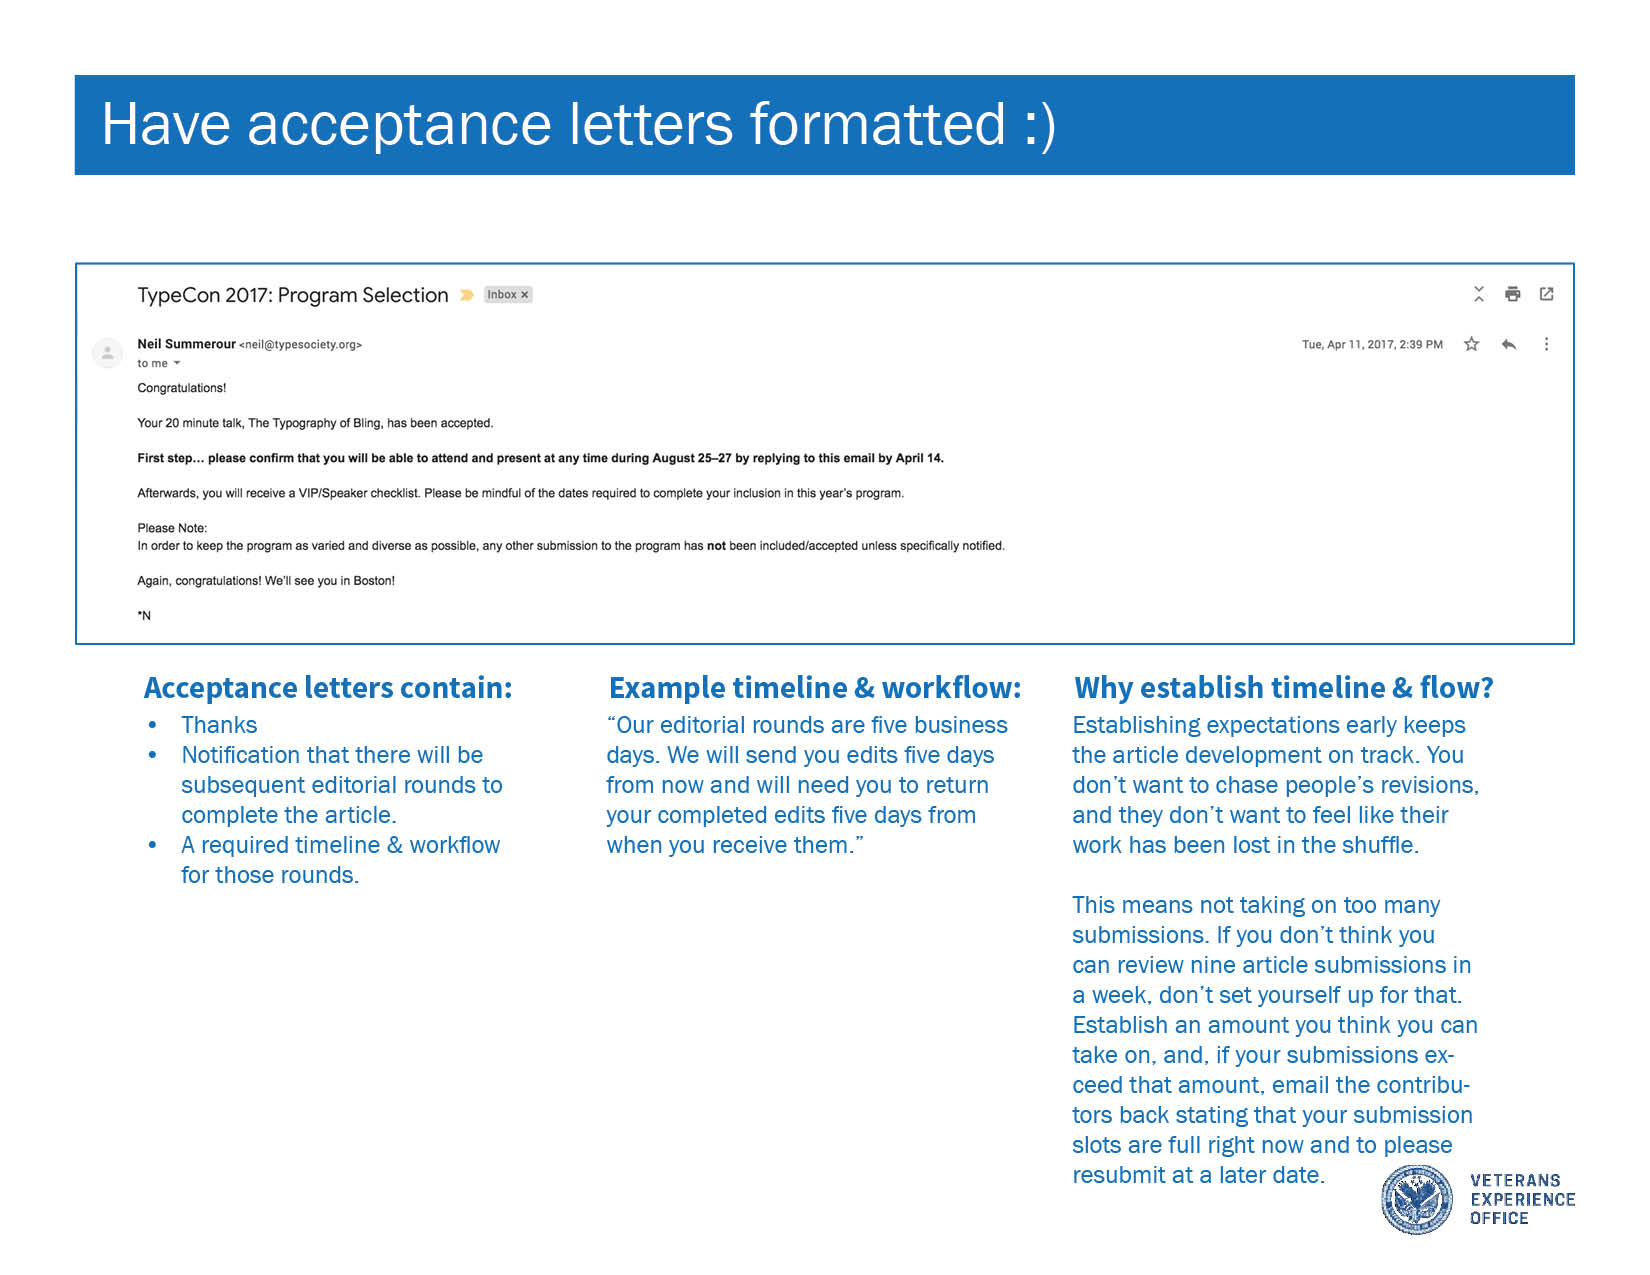 Have acceptance letters formatted :)
TypeCon 2017: Program Selection Inbox ×
Neil Summerour <neil@typesociety.org> Tue, Apr 11, 2017, 2:39 PM
to me
Congratulations!
Your 20 minute talk, The Typography of Bling, has been accepted.
First step... please confirm that you will be able to attend and present at any time during August 25–27 by replying to this email by April 14.
Afterwards, you will receive a VIP/Speaker checklist. Please be mindful of the dates required to complete your inclusion in this year's program.
Please Note:
In order to keep the program as varied and diverse as possible, any other submission to the program has not been included/accepted unless specifically notified.
Again, congratulations! We'll see you in Boston!
*N
Acceptance letters contain:
• Thanks
• Notification that there will be
subsequent editorial rounds to
complete the article.
• A required timeline & workflow
for those rounds.
Example timeline & workflow:
“Our editorial rounds are five business
days. We will send you edits five days
from now and will need you to return
your completed edits five days from
when you receive them.”
Why establish timeline & flow?
Establishing expectations early keeps
the article development on track. You
don’t want to chase people’s revisions,
and they don’t want to feel like their
work has been lost in the shuffle.
This means not taking on too many
submissions. If you don’t think you
can review nine article submissions in
a week, don’t set yourself up for that.
Establish an amount you think you can
take on, and, if your submissions ex-
ceed that amount, email the contribu-
tors back stating that your submission
slots are full right now and to please
resubmit at a later date.
VETERANS
EXPERIENCE
OFFICE